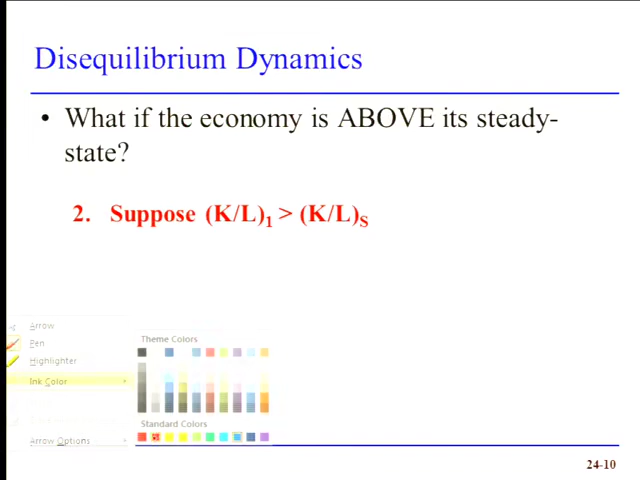 Disequilibrium Dynamics
• What if the economy is ABOVE its steady-
state?
2. Suppose (K/L)1 > (K/L)S
Arrow
Pen
Highlighter
Ink Color
Arrow Options
Theme Colors
Standard Colors
24-10